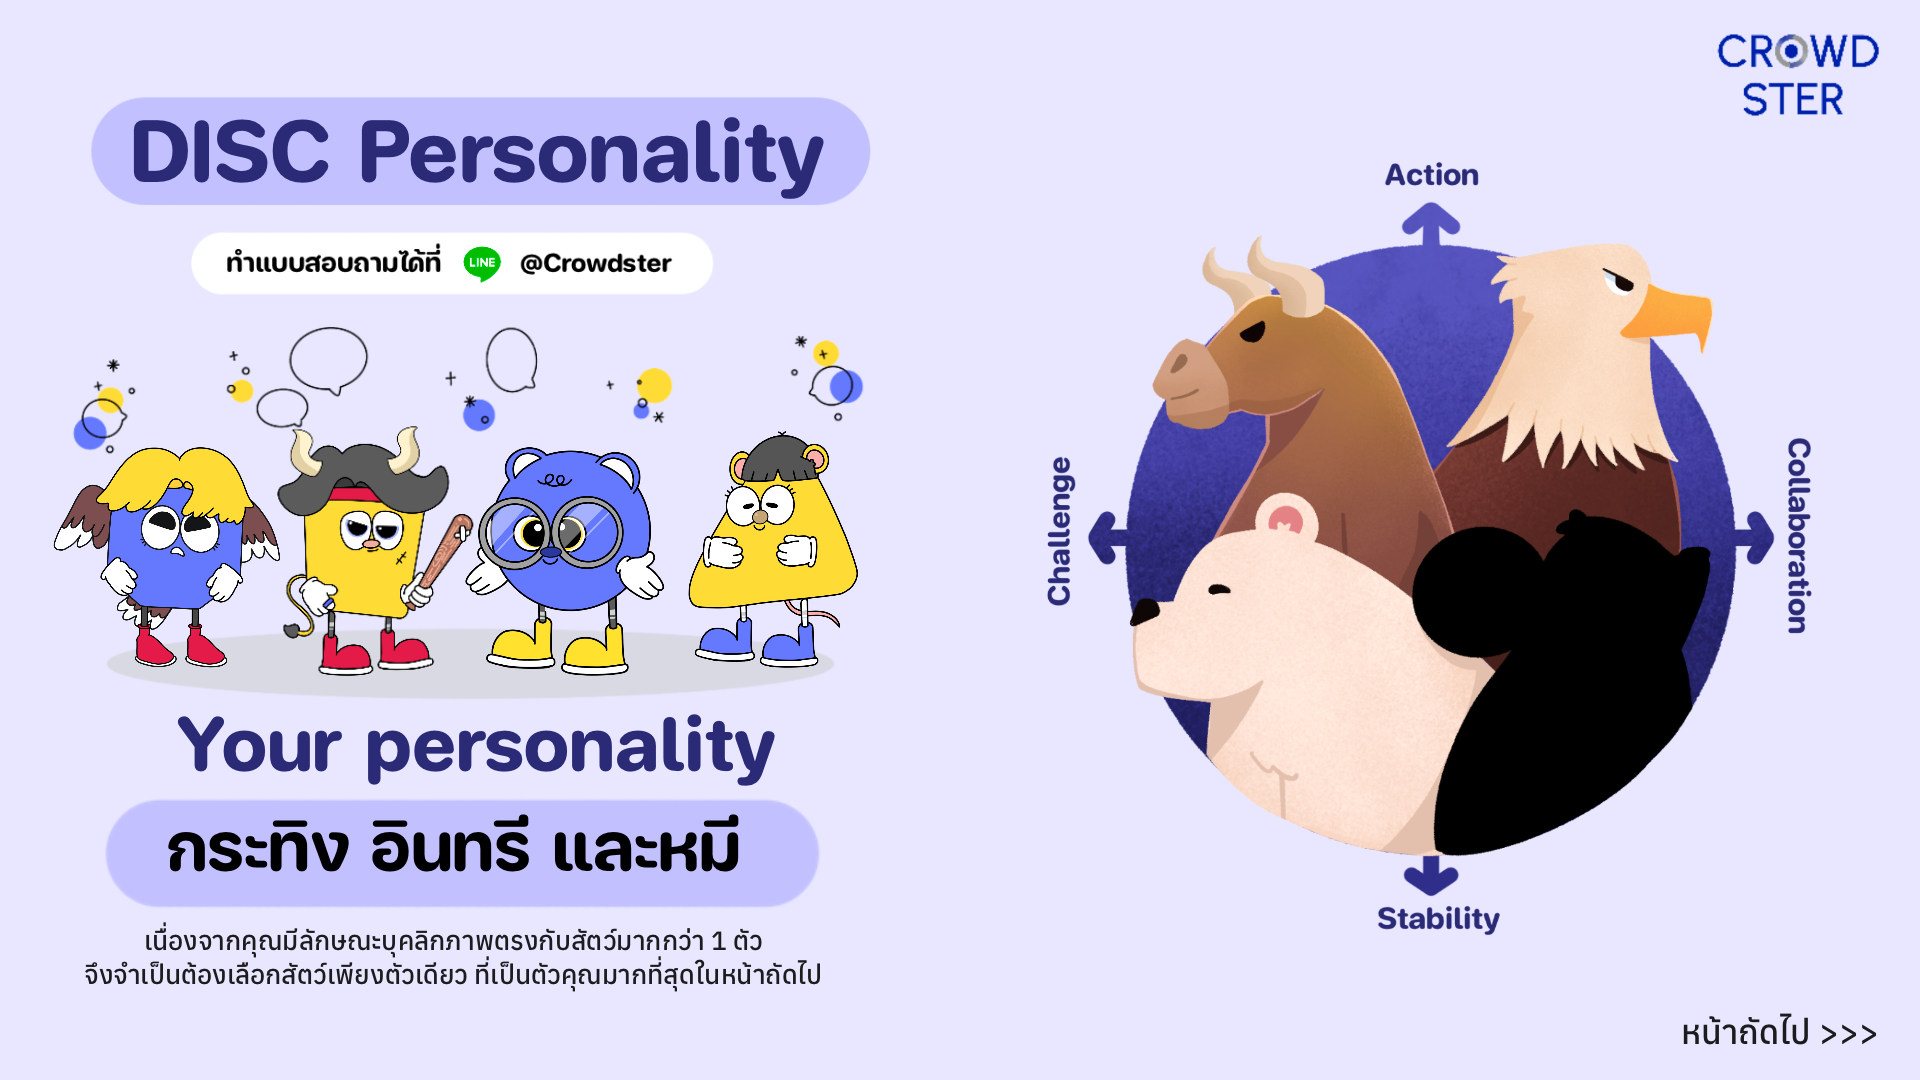 CROWD
STER
DISC Personality
ทำแบบสอบถามได้ที่ LINE @Crowdster
Your personality
กระทิง อินทรี และหมี
เนื่องจากคุณมีลักษณะบุคลิกภาพตรงกับสัตว์มากกว่า 1 ตัว
จึงจำเป็นต้องเลือกสัตว์เพียงตัวเดียว ที่เป็นตัวคุณมากที่สุดในหน้าถัดไป
Action
Challenge
Collaboration
Stability
หน้าถัดไป >>>